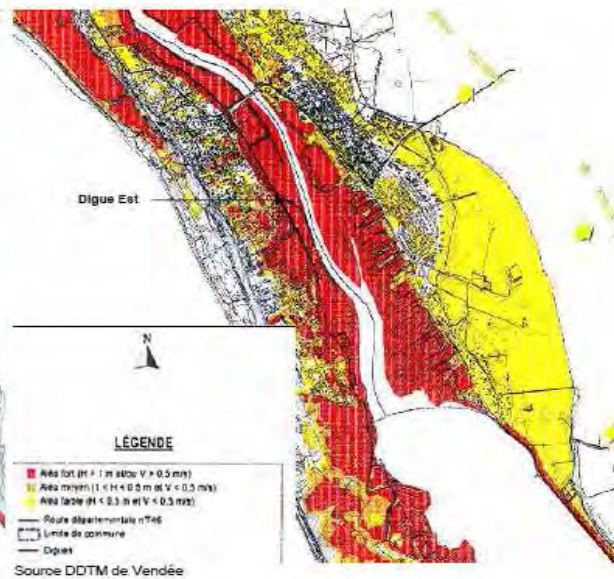 Digue Est
N
LÉGENDE
Aléa fort (H > 1 m et/ou V > 0.5 m/s)
Aléa moyen (1 < H < 0.5 m et V < 0.5 m/s)
Aléa faible (H < 0.5 m et V < 0.5 m/s)
Route départementale n°746
Limite de commune
Digues
Source DDTM de Vendée